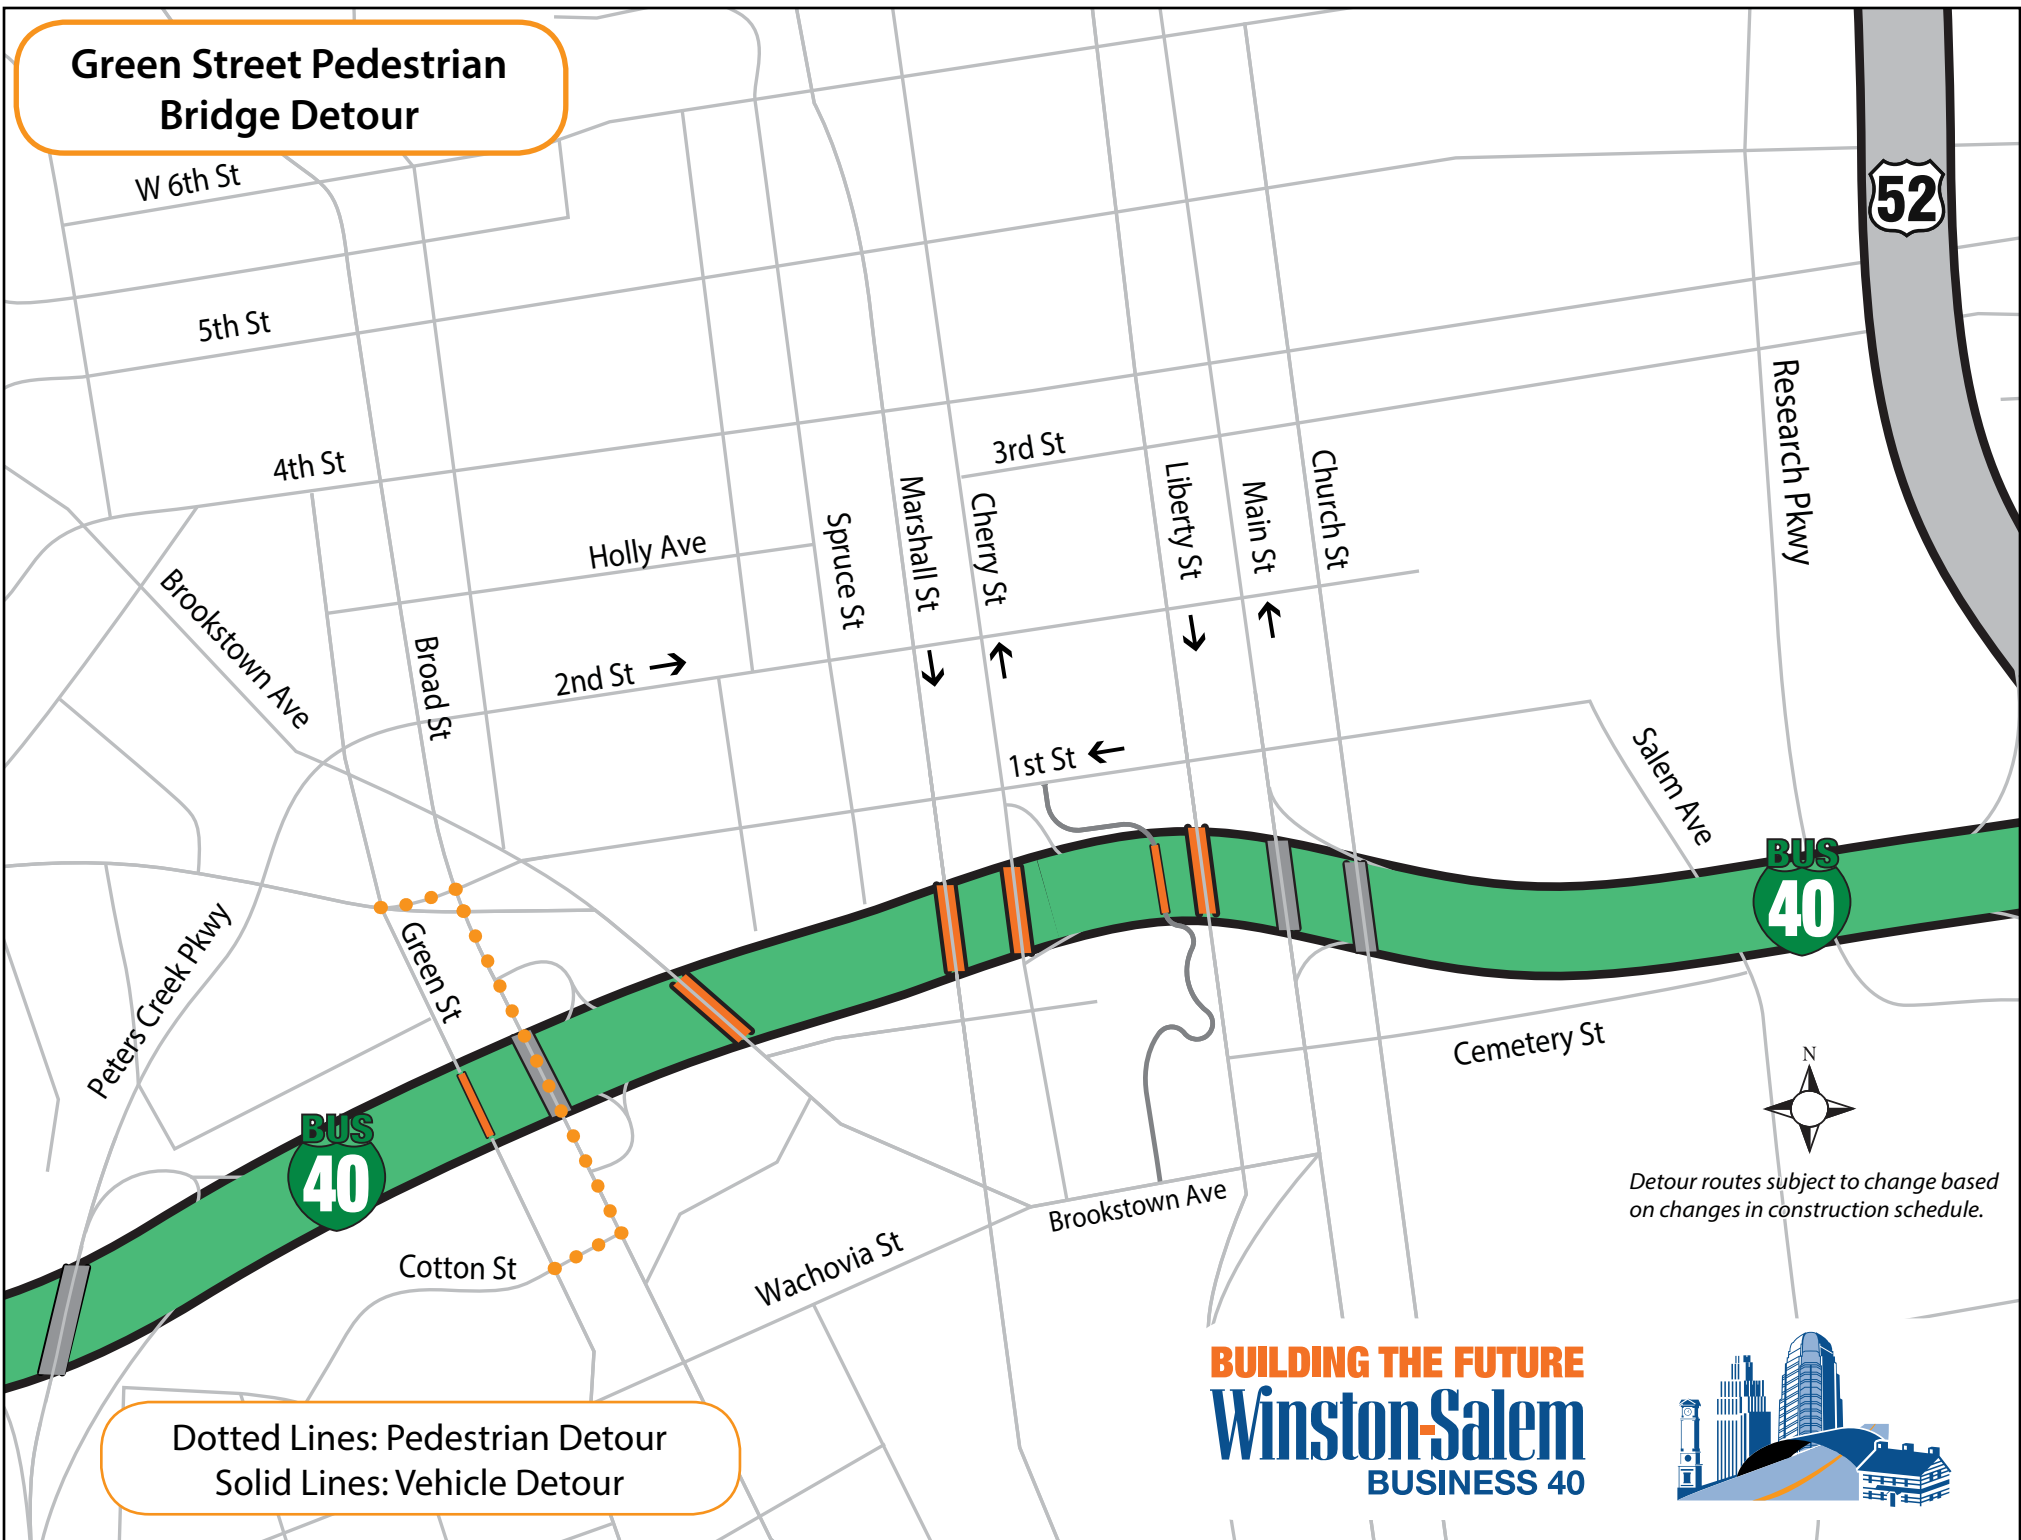 Green Street Pedestrian
Bridge Detour
W 6th St
52
5th St
4th St
3rd St
Research Pkwy
Holly Ave
Brookstown Ave
Broad St
Spruce St
Marshall St
Cherry St
Liberty St
Main St
Church St
2nd St
1st St
Salem Ave
BUS
40
Green St
Peters Creek Pkwy
Cemetery St
N
BUS
40
Detour routes subject to change based
on changes in construction schedule.
Brookstown Ave
Cotton St
Wachovia St
BUILDING THE FUTURE
Winston-Salem
BUSINESS 40
Dotted Lines: Pedestrian Detour
Solid Lines: Vehicle Detour